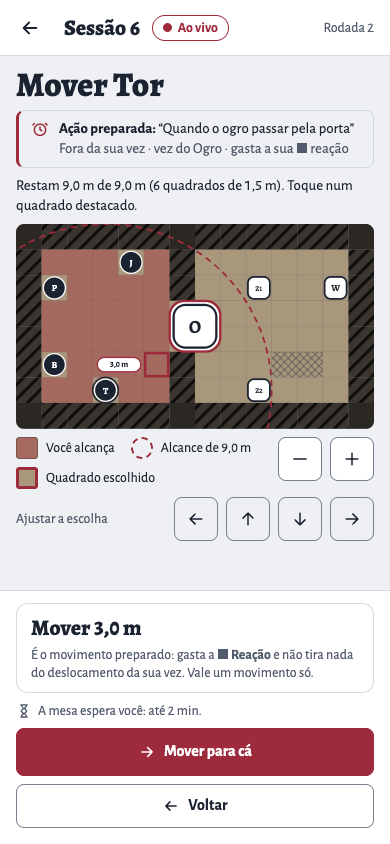 Sessão 6
Ao vivo
Rodada 2
Mover Tor
Ação preparada: “Quando o ogro passar pela porta”
Fora da sua vez · vez do Ogro · gasta a sua reação
Restam 9,0 m de 9,0 m (6 quadrados de 1,5 m). Toque num
quadrado destacado.
J
P
Z1
W
O
B
3,0 m
T
Z2
Você alcança
Alcance de 9,0 m
Quadrado escolhido
Ajustar a escolha
Mover 3,0 m
É o movimento preparado: gasta a Reação e não tira nada
do deslocamento da sua vez. Vale um movimento só.
A mesa espera você: até 2 min.
Mover para cá
Voltar